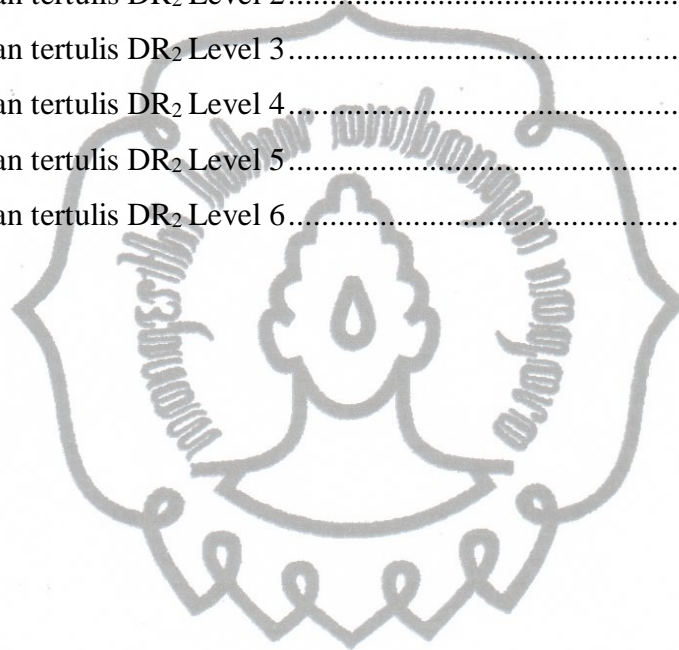 an tertulis DR₂ Level 2
an tertulis DR₂ Level 3................................................................
an tertulis DR₂ Level 4................................................................
an tertulis DR₂ Level 5................................................................
an tertulis DR₂ Level 6................................................................